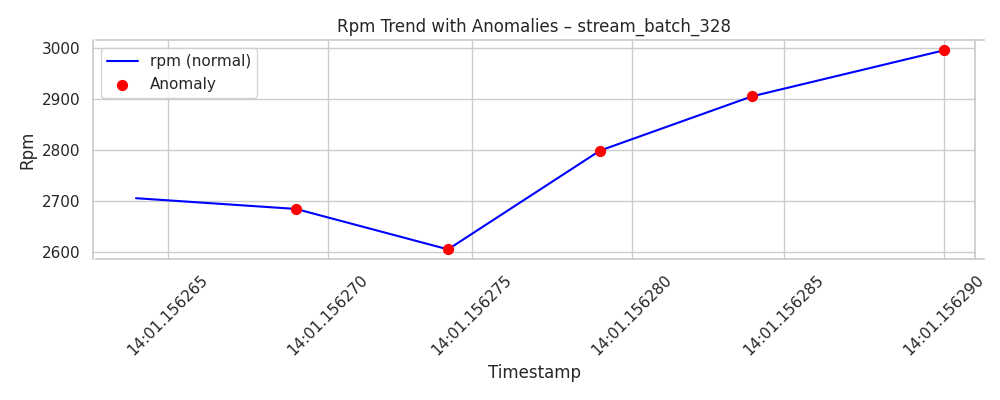 Rpm Trend with Anomalies – stream_batch_328
rpm (normal)
Anomaly
Rpm
3000
2900
2800
2700
2600
14:01.156265
14:01.156270
14:01.156275
14:01.156280
14:01.156285
14:01.156290
Timestamp